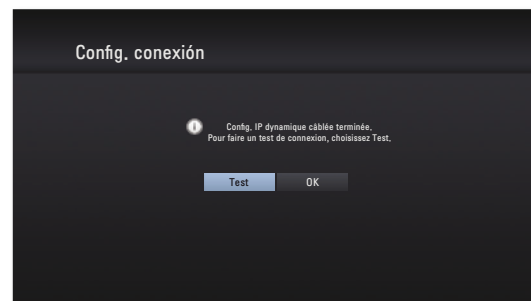 Config. conexión
Config. IP dynamique câblée terminée.
Pour faire un test de connexion, choisissez Test.
Test
OK